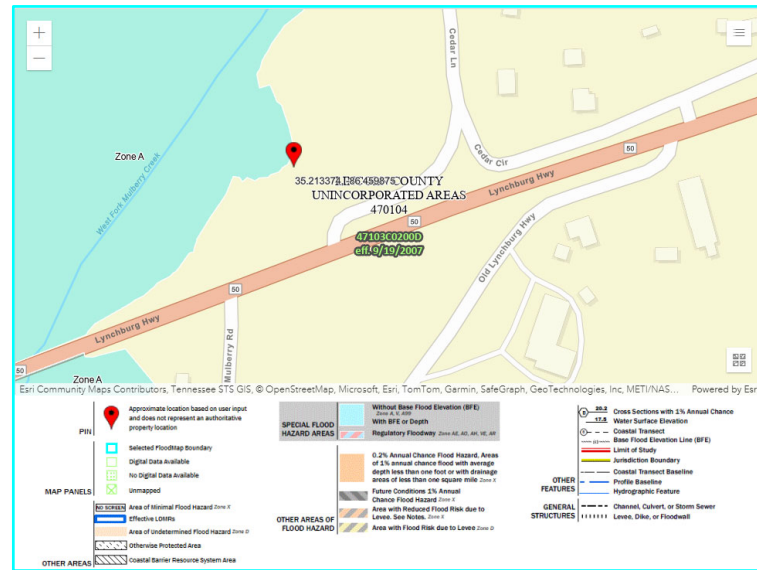 +
−
Cedar Ln
Zone A
West Fork Mulberry Creek
Cedar Cir
50
Lynchburg Hwy
COUNTY
UNINCORPORATED AREAS
470104
47103C0200D
eff. 9/19/2007
50
50
Old Lynchburg Hwy
50
Lynchburg Hwy
Mulberry Rd
50
Zone A
Esri Community Maps Contributors, Tennessee STS GIS, © OpenStreetMap, Microsoft, Esri, TomTom, Garmin, SafeGraph, GeoTechnologies, Inc, METI/NAS... Powered by Esri
PIN
Approximate location based on user input
and does not represent an authoritative
property location
MAP PANELS
Selected FloodMap Boundary
Digital Data Available
No Digital Data Available
Unmapped
OTHER AREAS
NO SCREEN Area of Minimal Flood Hazard Zone X
Effective LOMRs
Area of Undetermined Flood Hazard Zone D
Otherwise Protected Area
Coastal Barrier Resource System Area
SPECIAL FLOOD
HAZARD AREAS
Without Base Flood Elevation (BFE)
Zone A, V, A99
With BFE or Depth
Regulatory Floodway Zone AE, AO, AH, VE, AR
OTHER AREAS OF
FLOOD HAZARD
0.2% Annual Chance Flood Hazard, Areas
of 1% annual chance flood with average
depth less than one foot or with drainage
areas of less than one square mile Zone X
Future Conditions 1% Annual
Chance Flood Hazard Zone X
Area with Reduced Flood Risk due to
Levee. See Notes. Zone X
Area with Flood Risk due to Levee Zone D
OTHER
FEATURES
20.2 Cross Sections with 1% Annual Chance
17.5 Water Surface Elevation
Coastal Transect
Base Flood Elevation Line (BFE)
Limit of Study
Jurisdiction Boundary
Coastal Transect Baseline
Profile Baseline
Hydrographic Feature
GENERAL
STRUCTURES
Channel, Culvert, or Storm Sewer
Levee, Dike, or Floodwall